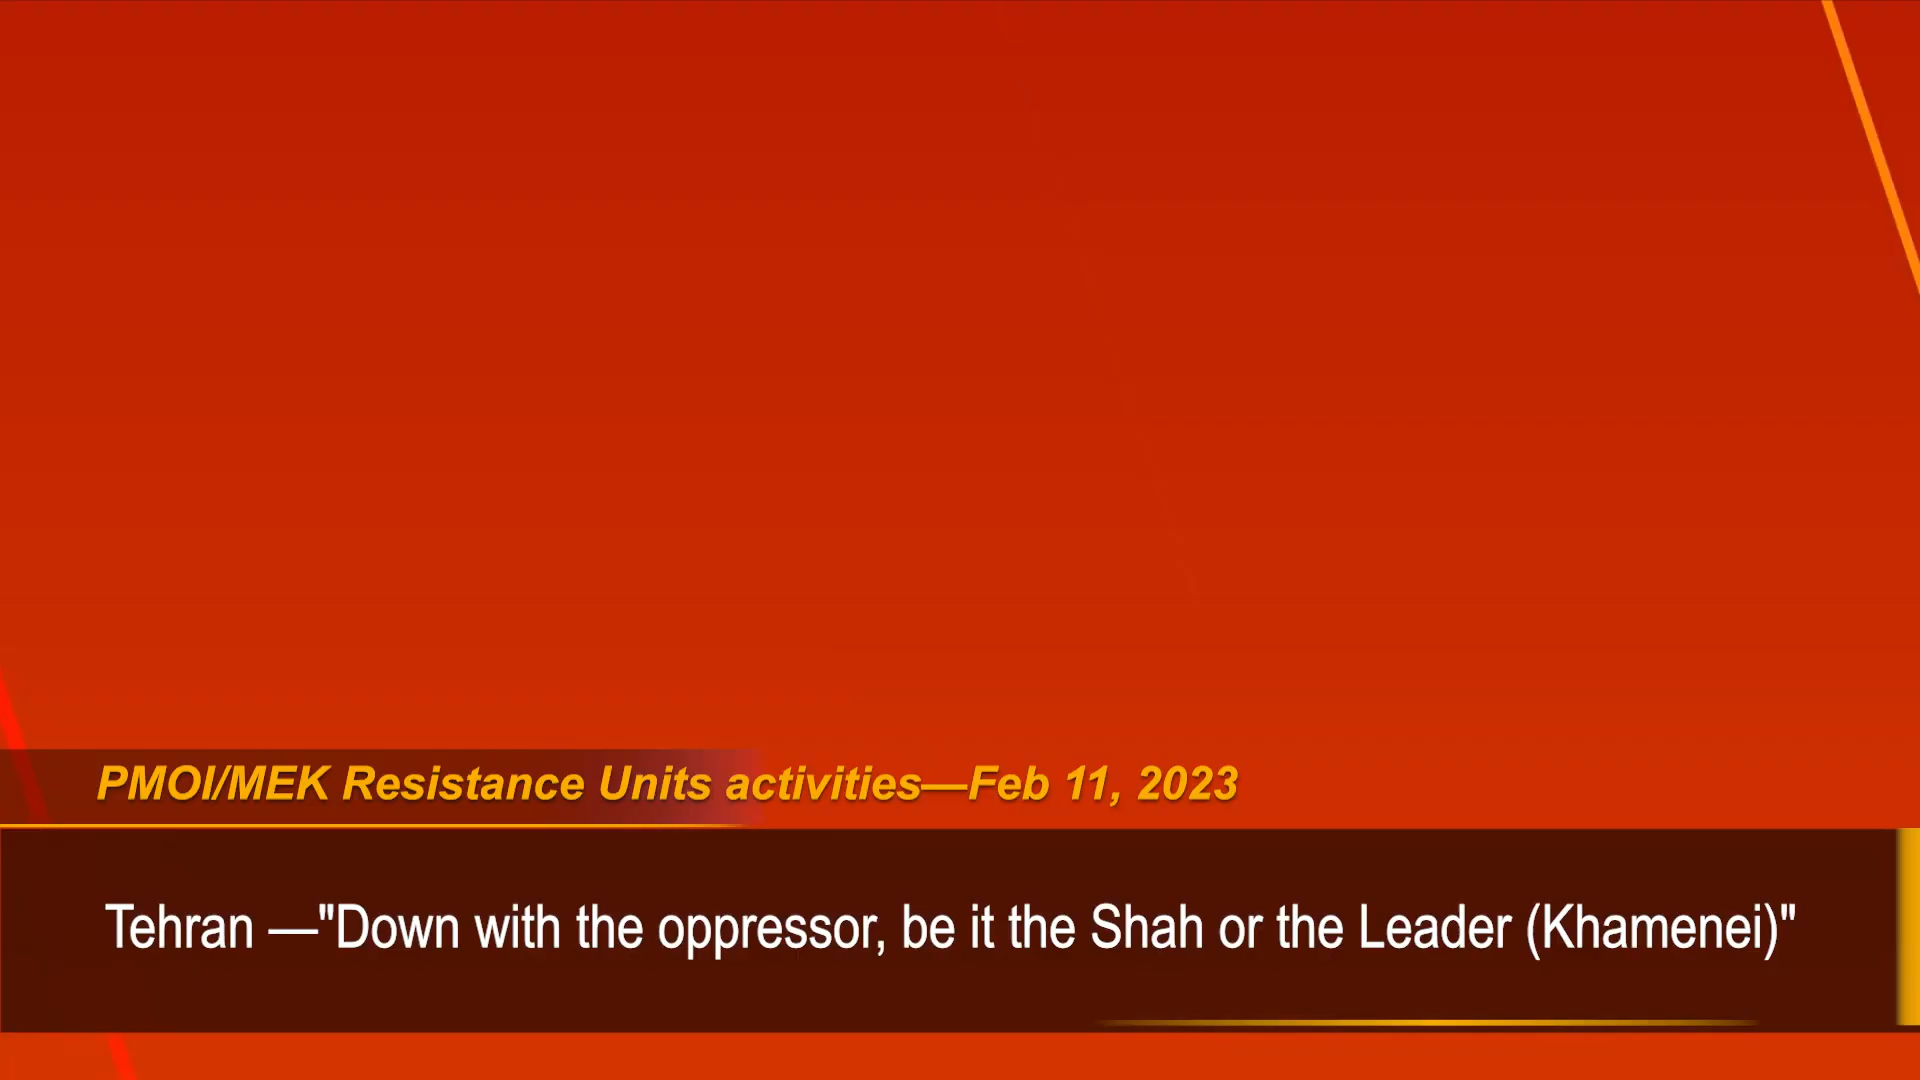 PMOI/MEK Resistance Units activities—Feb 11, 2023
Tehran —"Down with the oppressor, be it the Shah or the Leader (Khamenei)"